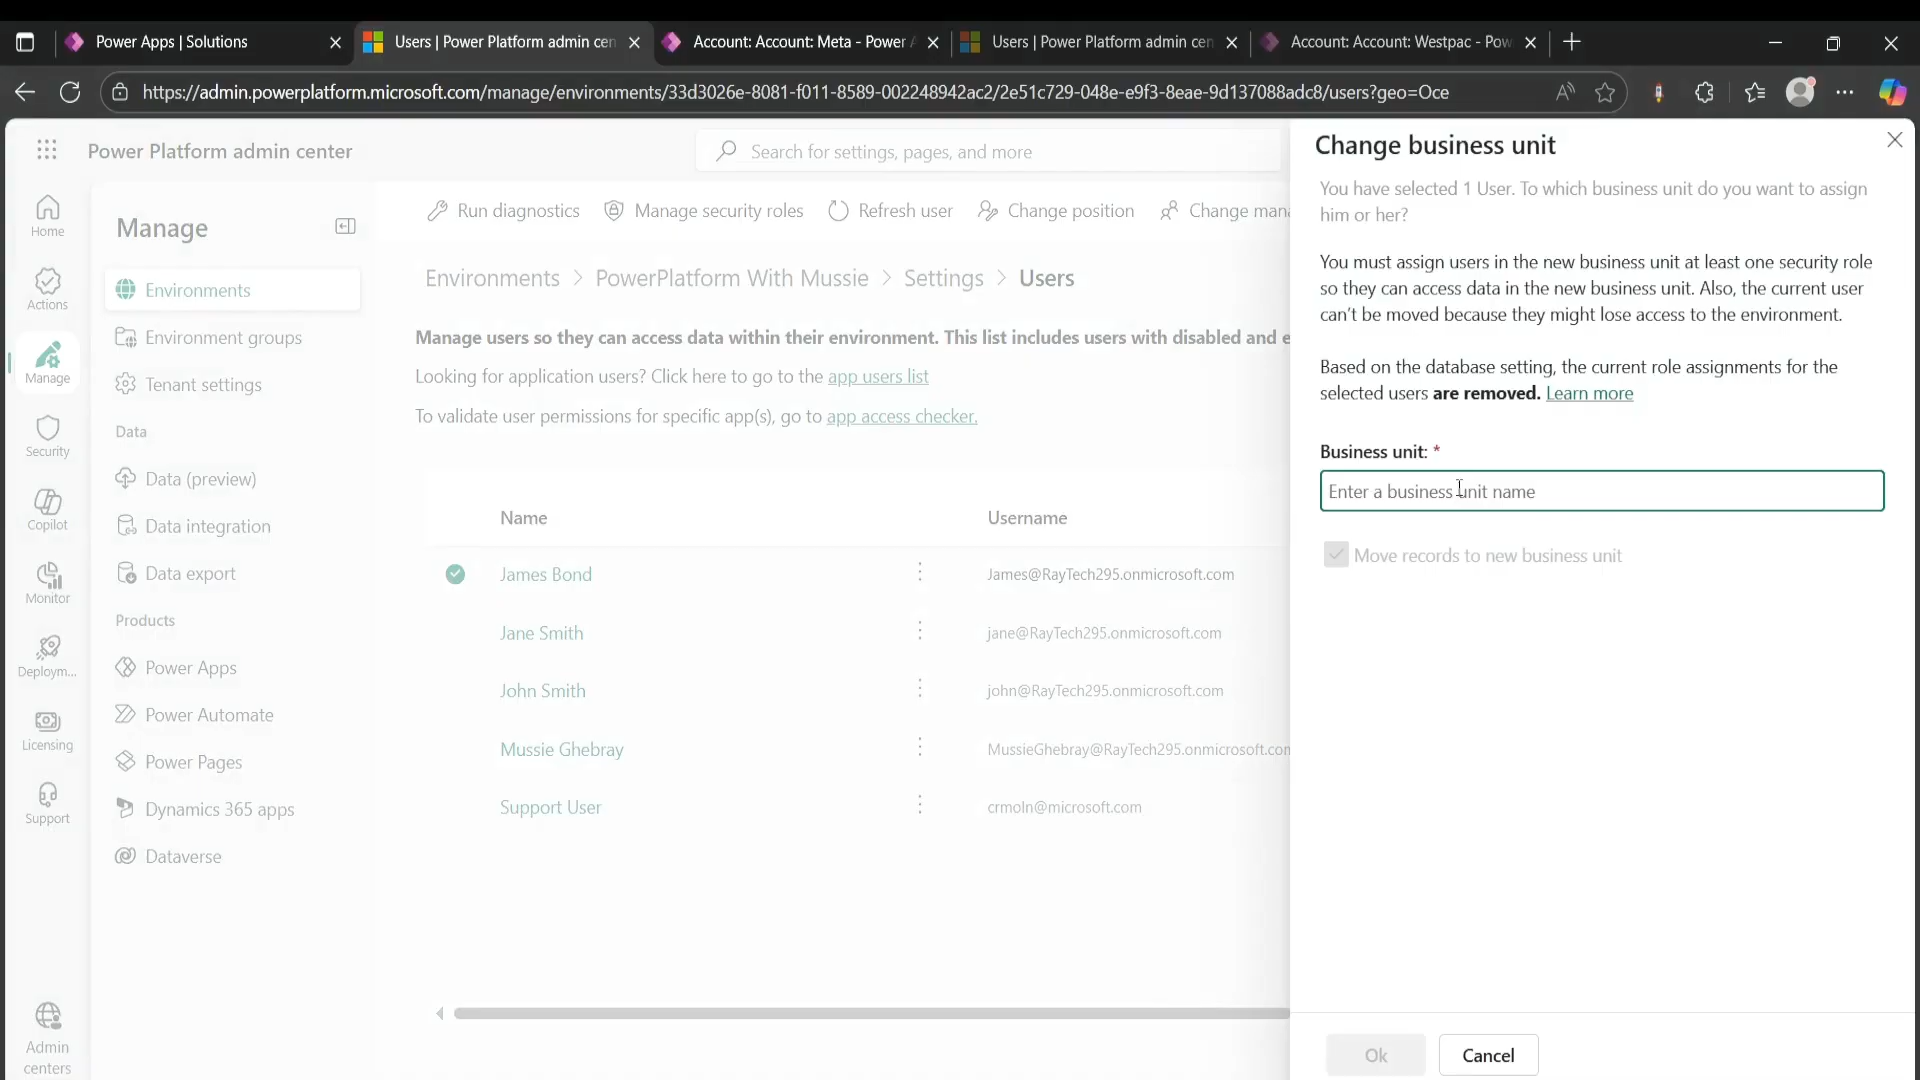 Power Apps | Solutions
Users | Power Platform admin cen
Account: Account: Meta - Power A
Users | Power Platform admin cen
Account: Account: Westpac - Pow
https://admin.powerplatform.microsoft.com/manage/environments/33d3026e-8081-f011-8589-002248942ac2/2e51c729-048e-e9f3-8eae-9d137088adc8/users?geo=Oce
Power Platform admin center
Search for settings, pages, and more
Home
Actions
Manage
Security
Copilot
Monitor
Deploym...
Licensing
Support
Admin
centers
Manage
Environments
Environment groups
Tenant settings
Data
Data (preview)
Data integration
Data export
Products
Power Apps
Power Automate
Power Pages
Dynamics 365 apps
Dataverse
Run diagnostics
Manage security roles
Refresh user
Change position
Change mana
Environments > PowerPlatform With Mussie > Settings > Users
Manage users so they can access data within their environment. This list includes users with disabled and e
Looking for application users? Click here to go to the app users list
To validate user permissions for specific app(s), go to app access checker.
Name Username
James Bond James@RayTech295.onmicrosoft.com
Jane Smith jane@RayTech295.onmicrosoft.com
John Smith john@RayTech295.onmicrosoft.com
Mussie Ghebray MussieGhebray@RayTech295.onmicrosoft.com
Support User crmoln@microsoft.com
Change business unit
You have selected 1 User. To which business unit do you want to assign
him or her?
You must assign users in the new business unit at least one security role
so they can access data in the new business unit. Also, the current user
can't be moved because they might lose access to the environment.
Based on the database setting, the current role assignments for the
selected users are removed. Learn more
Business unit: *
Enter a business unit name
Move records to new business unit
Ok
Cancel